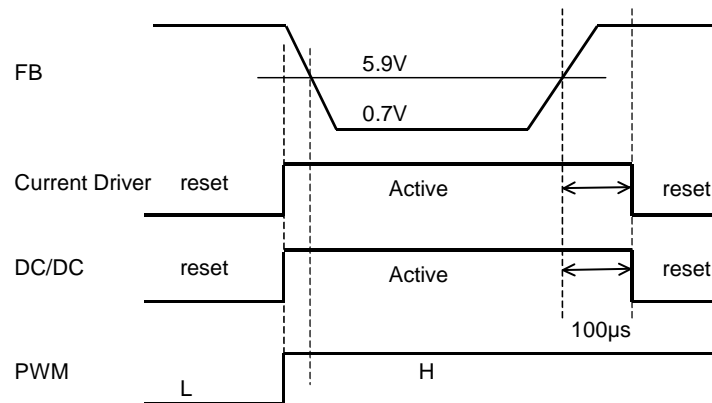 5.9V
FB
0.7V
Current Driver reset Active reset
DC/DC reset Active reset
100µs
PWM L H